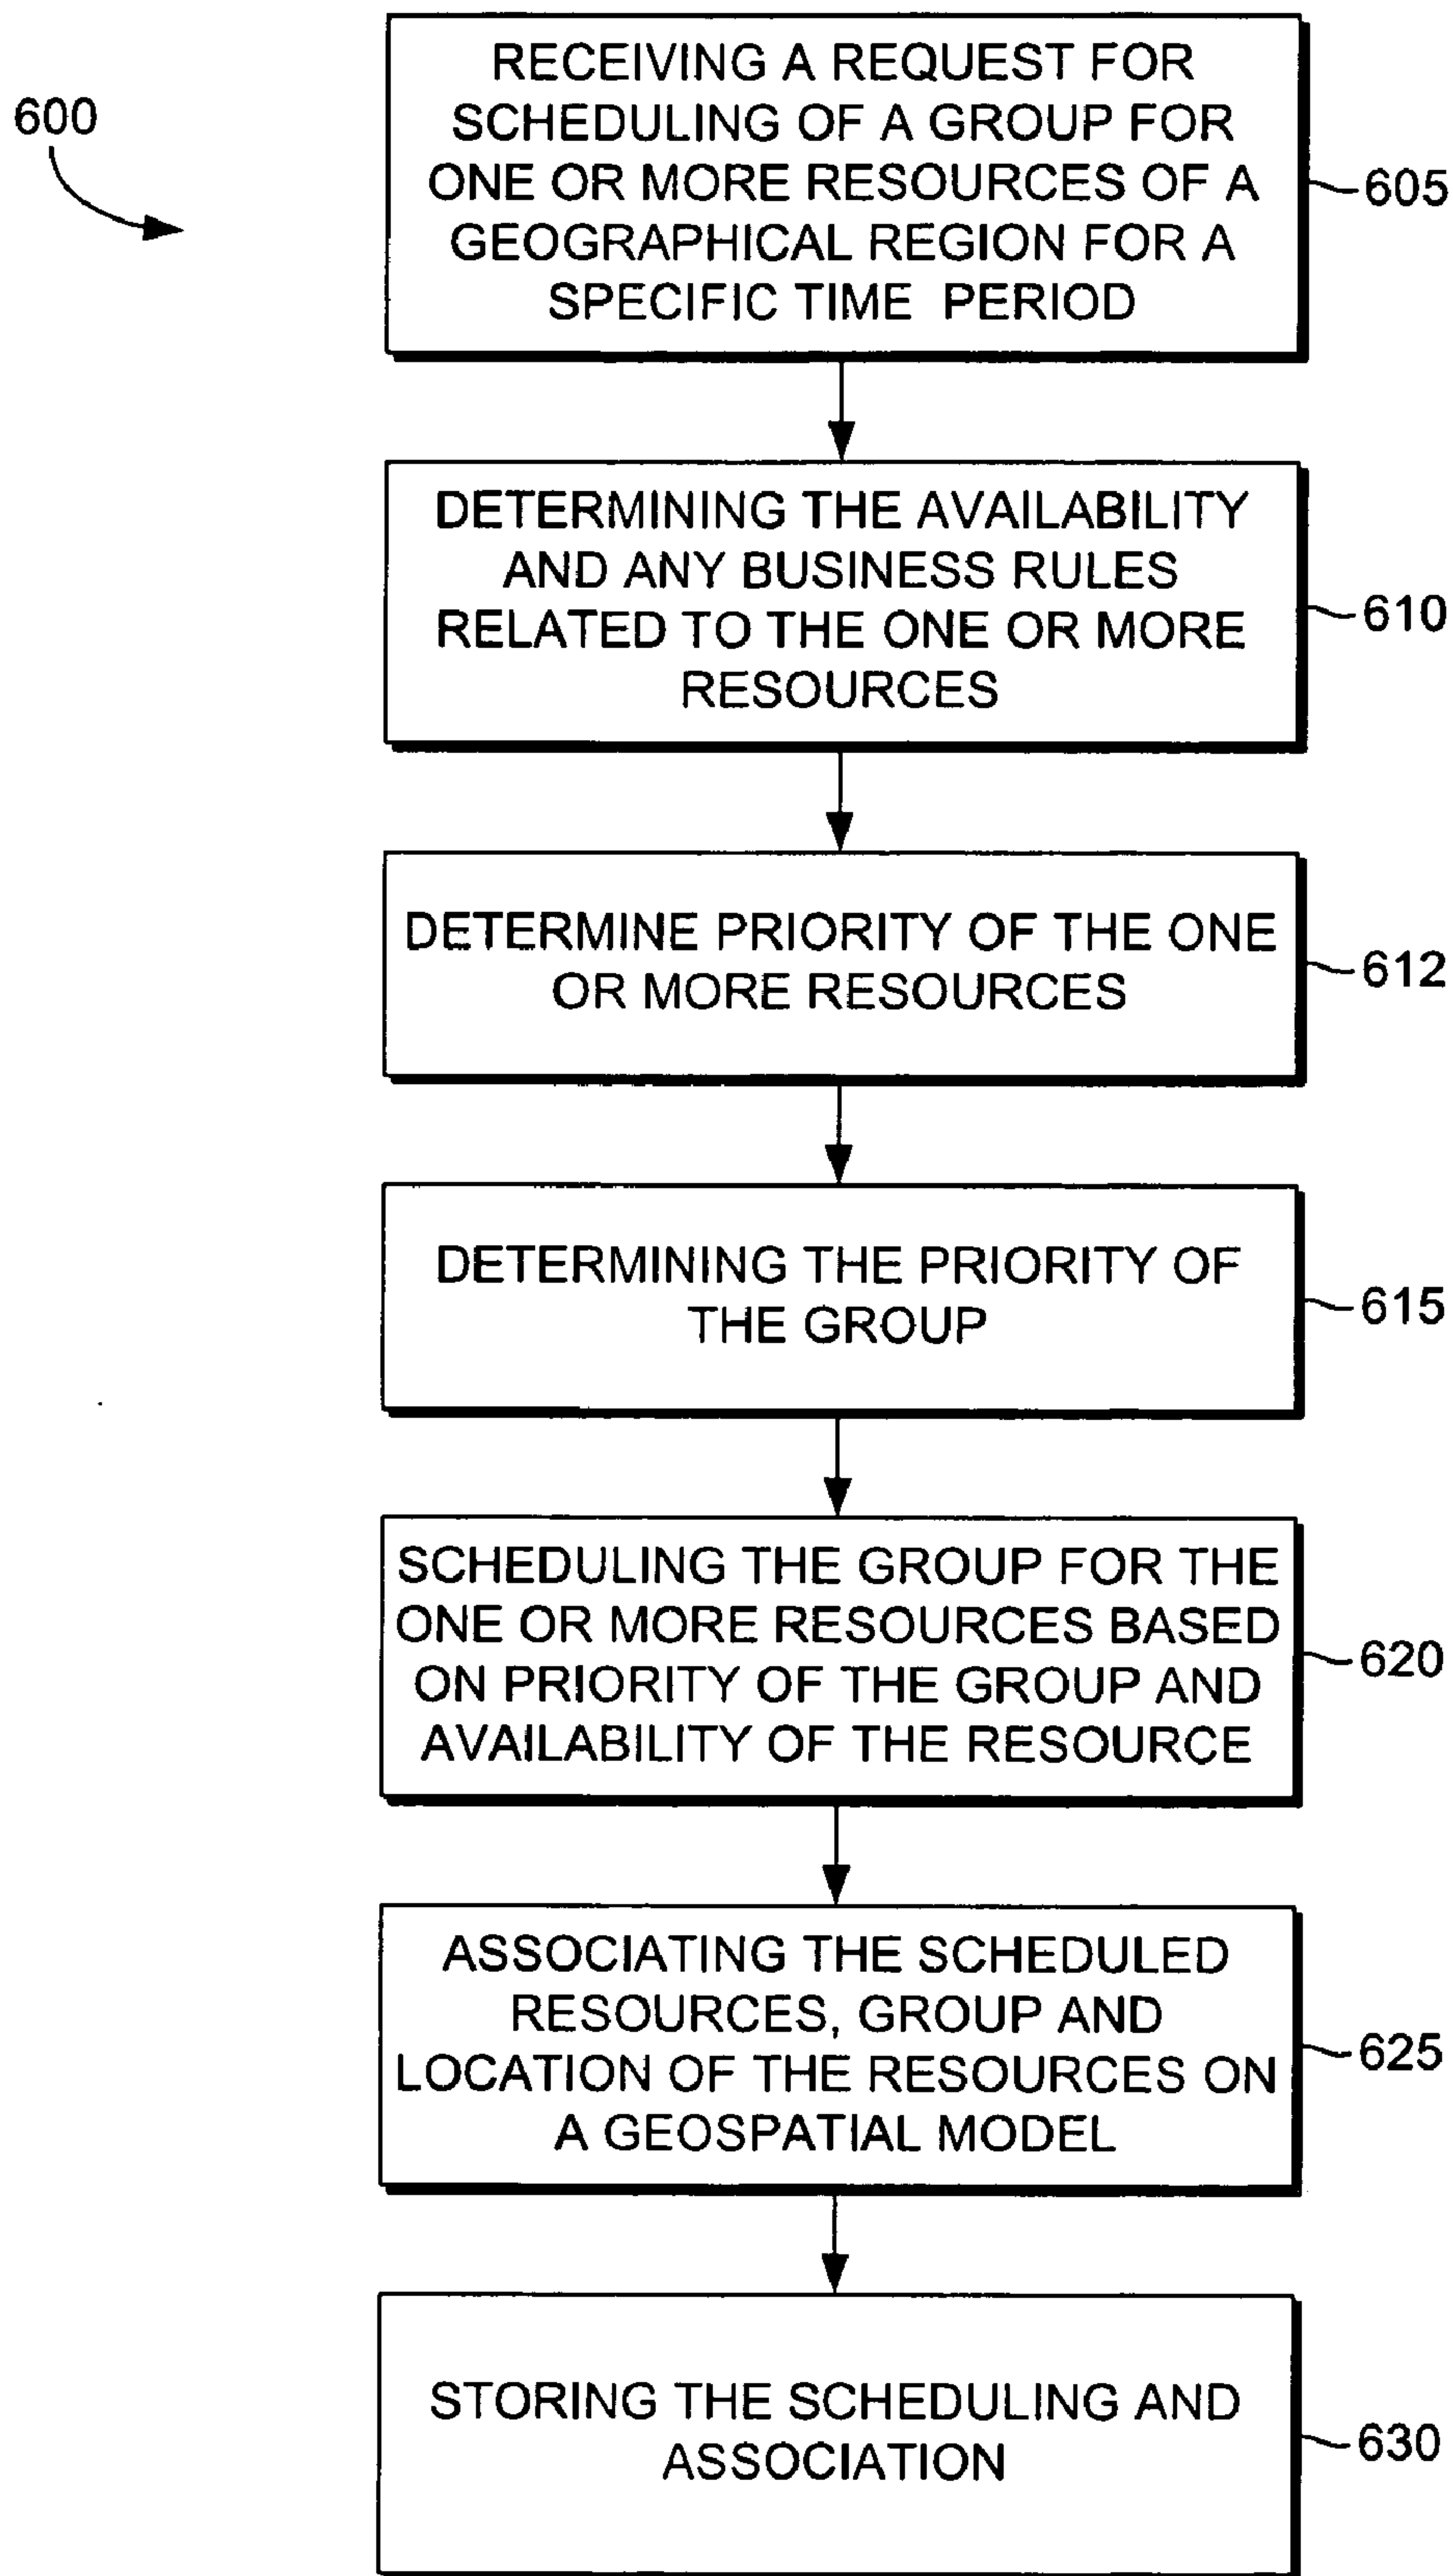 600
RECEIVING A REQUEST FOR
SCHEDULING OF A GROUP FOR
ONE OR MORE RESOURCES OF A
GEOGRAPHICAL REGION FOR A
SPECIFIC TIME PERIOD
605
DETERMINING THE AVAILABILITY
AND ANY BUSINESS RULES
RELATED TO THE ONE OR MORE
RESOURCES
610
DETERMINE PRIORITY OF THE ONE
OR MORE RESOURCES
612
DETERMINING THE PRIORITY OF
THE GROUP
615
SCHEDULING THE GROUP FOR THE
ONE OR MORE RESOURCES BASED
ON PRIORITY OF THE GROUP AND
AVAILABILITY OF THE RESOURCE
620
ASSOCIATING THE SCHEDULED
RESOURCES, GROUP AND
LOCATION OF THE RESOURCES ON
A GEOSPATIAL MODEL
625
STORING THE SCHEDULING AND
ASSOCIATION
630